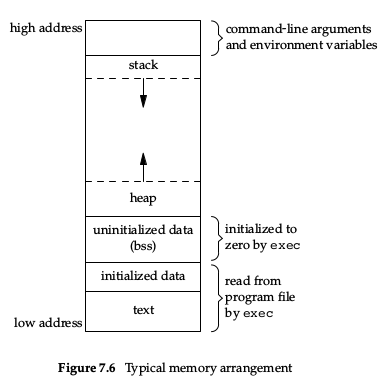 high address
command-line arguments
and environment variables
stack
heap
uninitialized data
(bss)
initialized to
zero by exec
initialized data
read from
program file
by exec
text
low address
Figure 7.6 Typical memory arrangement